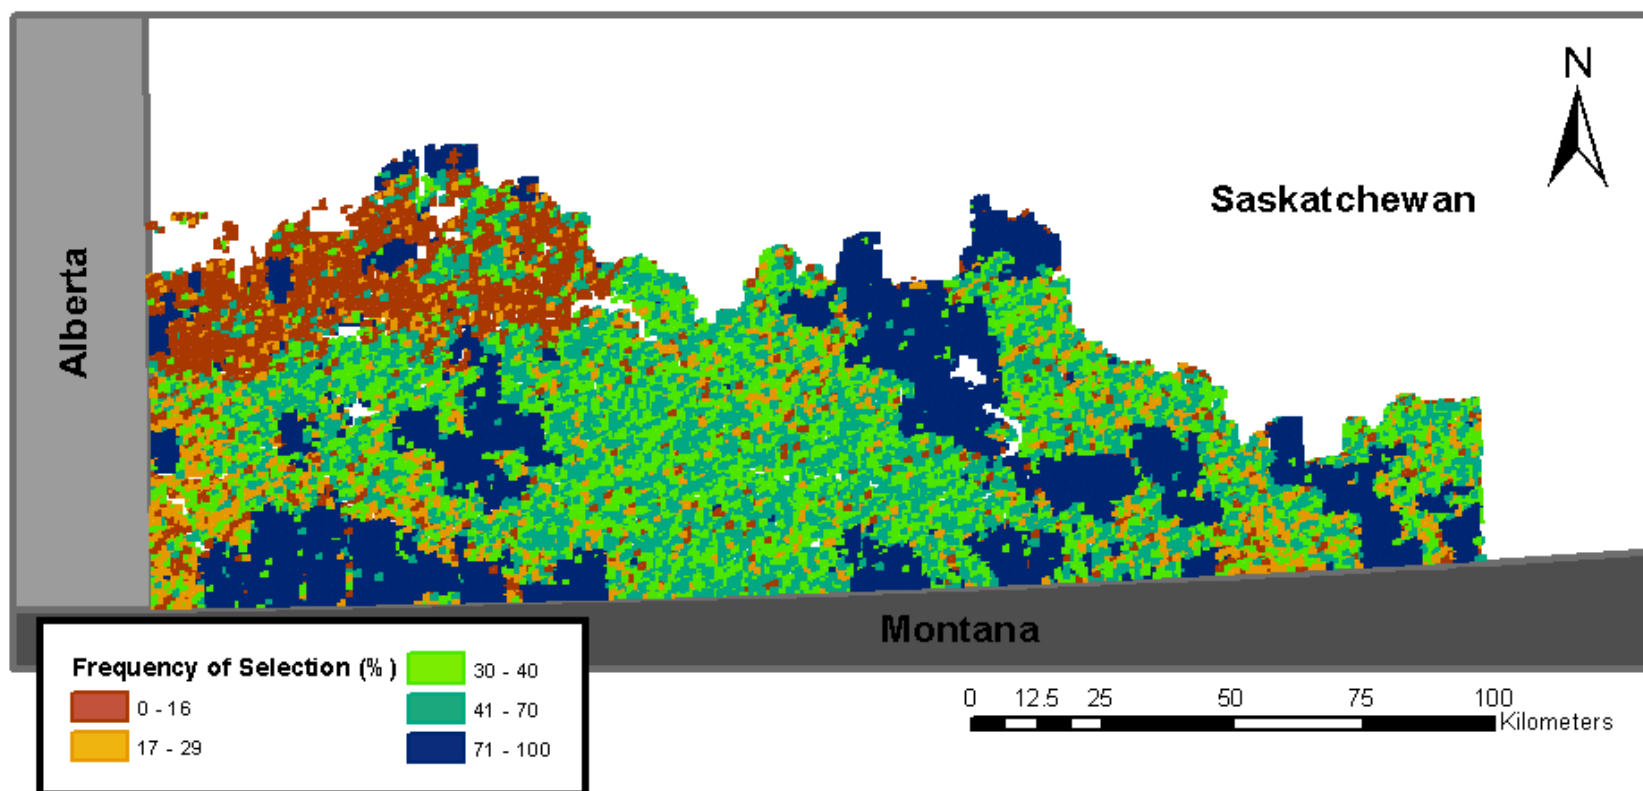 N
Saskatchewan
Alberta
Montana
Frequency of Selection (%)
0 - 16
17 - 29
30 - 40
41 - 70
71 - 100
0 12.5 25 50 75 100
Kilometers